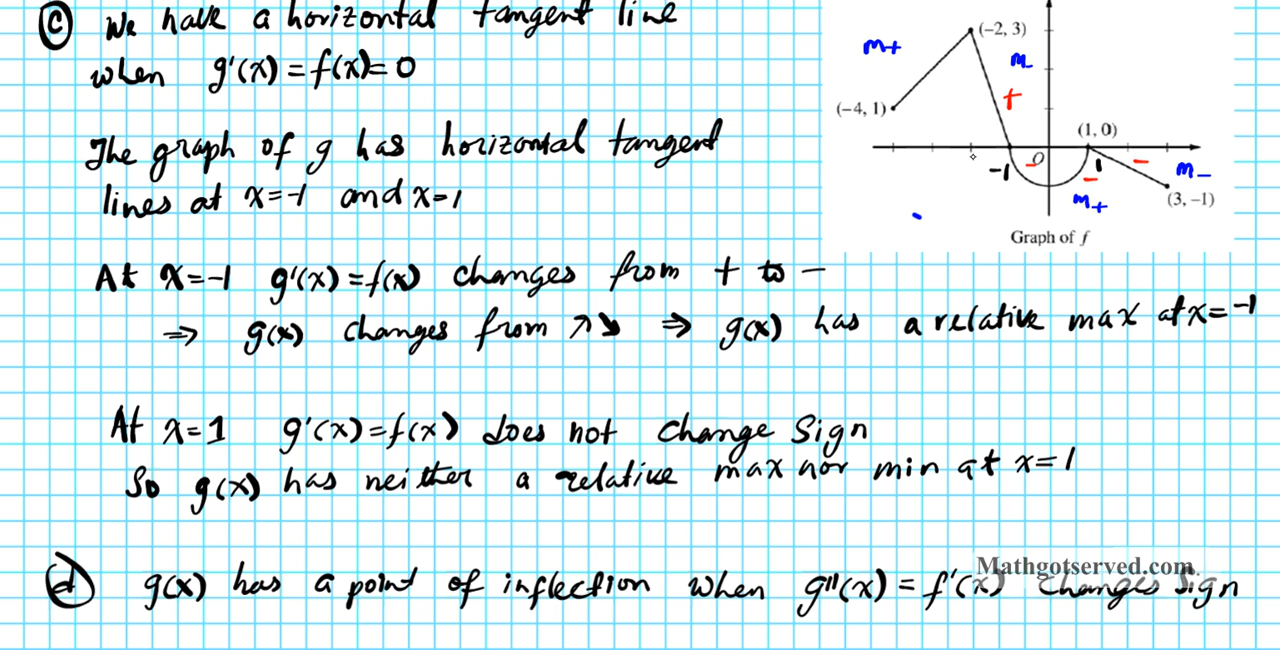 (c) We have a horizontal tangent line
when g'(x) = f(x) = 0
The graph of g has horizontal tangent
lines at x=-1 and x=1
At x=-1 g'(x) = f(x) changes from + to -
⇒ g(x) changes from ↗↘ ⇒ g(x) has a relative max at x=-1
At x=1 g'(x) = f(x) does not change sign
So g(x) has neither a relative max nor min at x=1
(d) g(x) has a point of inflection when g''(x) = f'(x) changes sign
Mathgotserved.com
(-2, 3)
m+
m-
+
(-4, 1)
(1, 0)
O
-1
-
1
-
-
m-
m+
(3, -1)
Graph of f